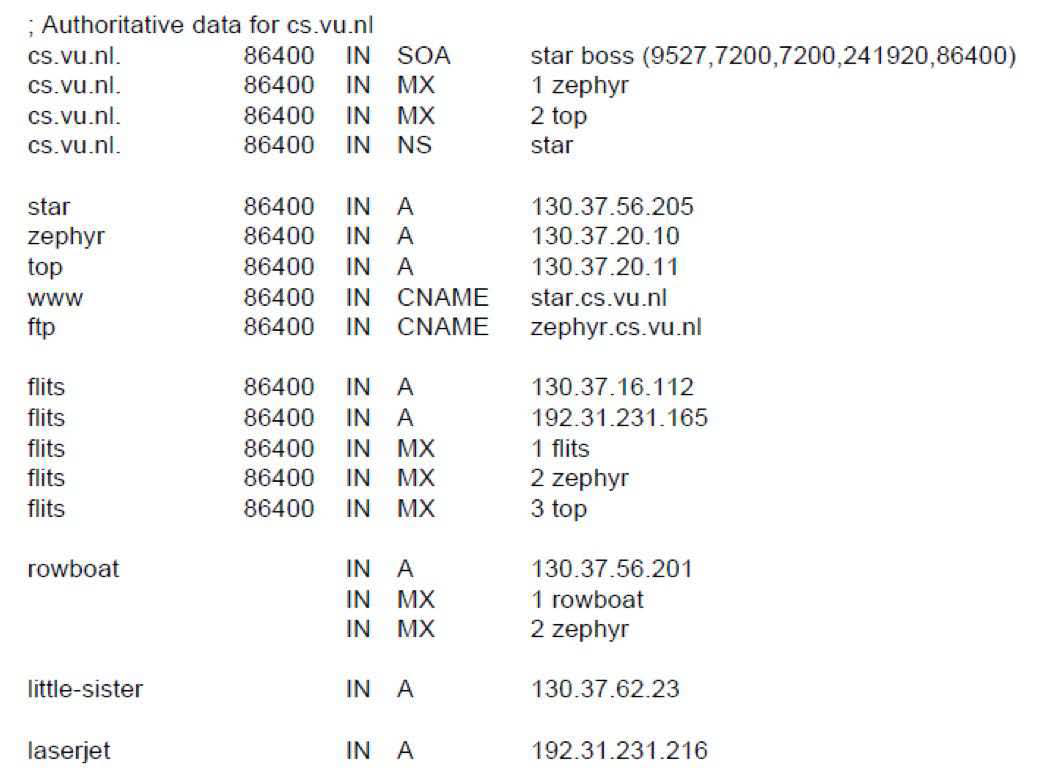 ; Authoritative data for cs.vu.nl
cs.vu.nl. 86400 IN SOA star boss (9527,7200,7200,241920,86400)
cs.vu.nl. 86400 IN MX 1 zephyr
cs.vu.nl. 86400 IN MX 2 top
cs.vu.nl. 86400 IN NS star
star 86400 IN A 130.37.56.205
zephyr 86400 IN A 130.37.20.10
top 86400 IN A 130.37.20.11
www 86400 IN CNAME star.cs.vu.nl
ftp 86400 IN CNAME zephyr.cs.vu.nl
flits 86400 IN A 130.37.16.112
flits 86400 IN A 192.31.231.165
flits 86400 IN MX 1 flits
flits 86400 IN MX 2 zephyr
flits 86400 IN MX 3 top
rowboat IN A 130.37.56.201
IN MX 1 rowboat
IN MX 2 zephyr
little-sister IN A 130.37.62.23
laserjet IN A 192.31.231.216